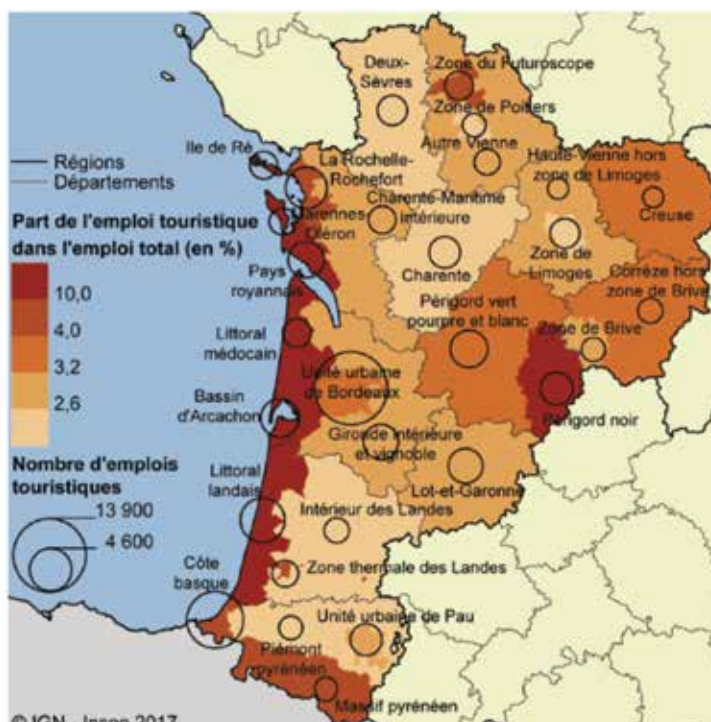 Deux-
Sèvres
Zone du Futuroscope
Zone de Poitiers
Autre Vienne
Ile de Ré
La Rochelle-
Rochefort
Haute-Vienne hors
zone de Limoges
Régions
Départements
Marennes
Oléron
Charente-Maritime
intérieure
Creuse
Part de l'emploi touristique
dans l'emploi total (en %)
10,0
4,0
3,2
2,6
Pays
royannais
Charente
Zone de
Limoges
Corrèze hors
zone de Brive
Périgord vert
pourpre et blanc
Zone de Brive
Littoral
médocain
Unité urbaine
de Bordeaux
Bassin
d'Arcachon
Périgord noir
Gironde intérieure
et vignoble
Nombre d'emplois
touristiques
13 900
4 600
Littoral
landais
Lot-et-Garonne
Intérieur des Landes
Zone thermale des Landes
Côte
basque
Unité urbaine de Pau
Piémont
pyrénéen
Massif pyrénéen
© IGN - Insee 2017